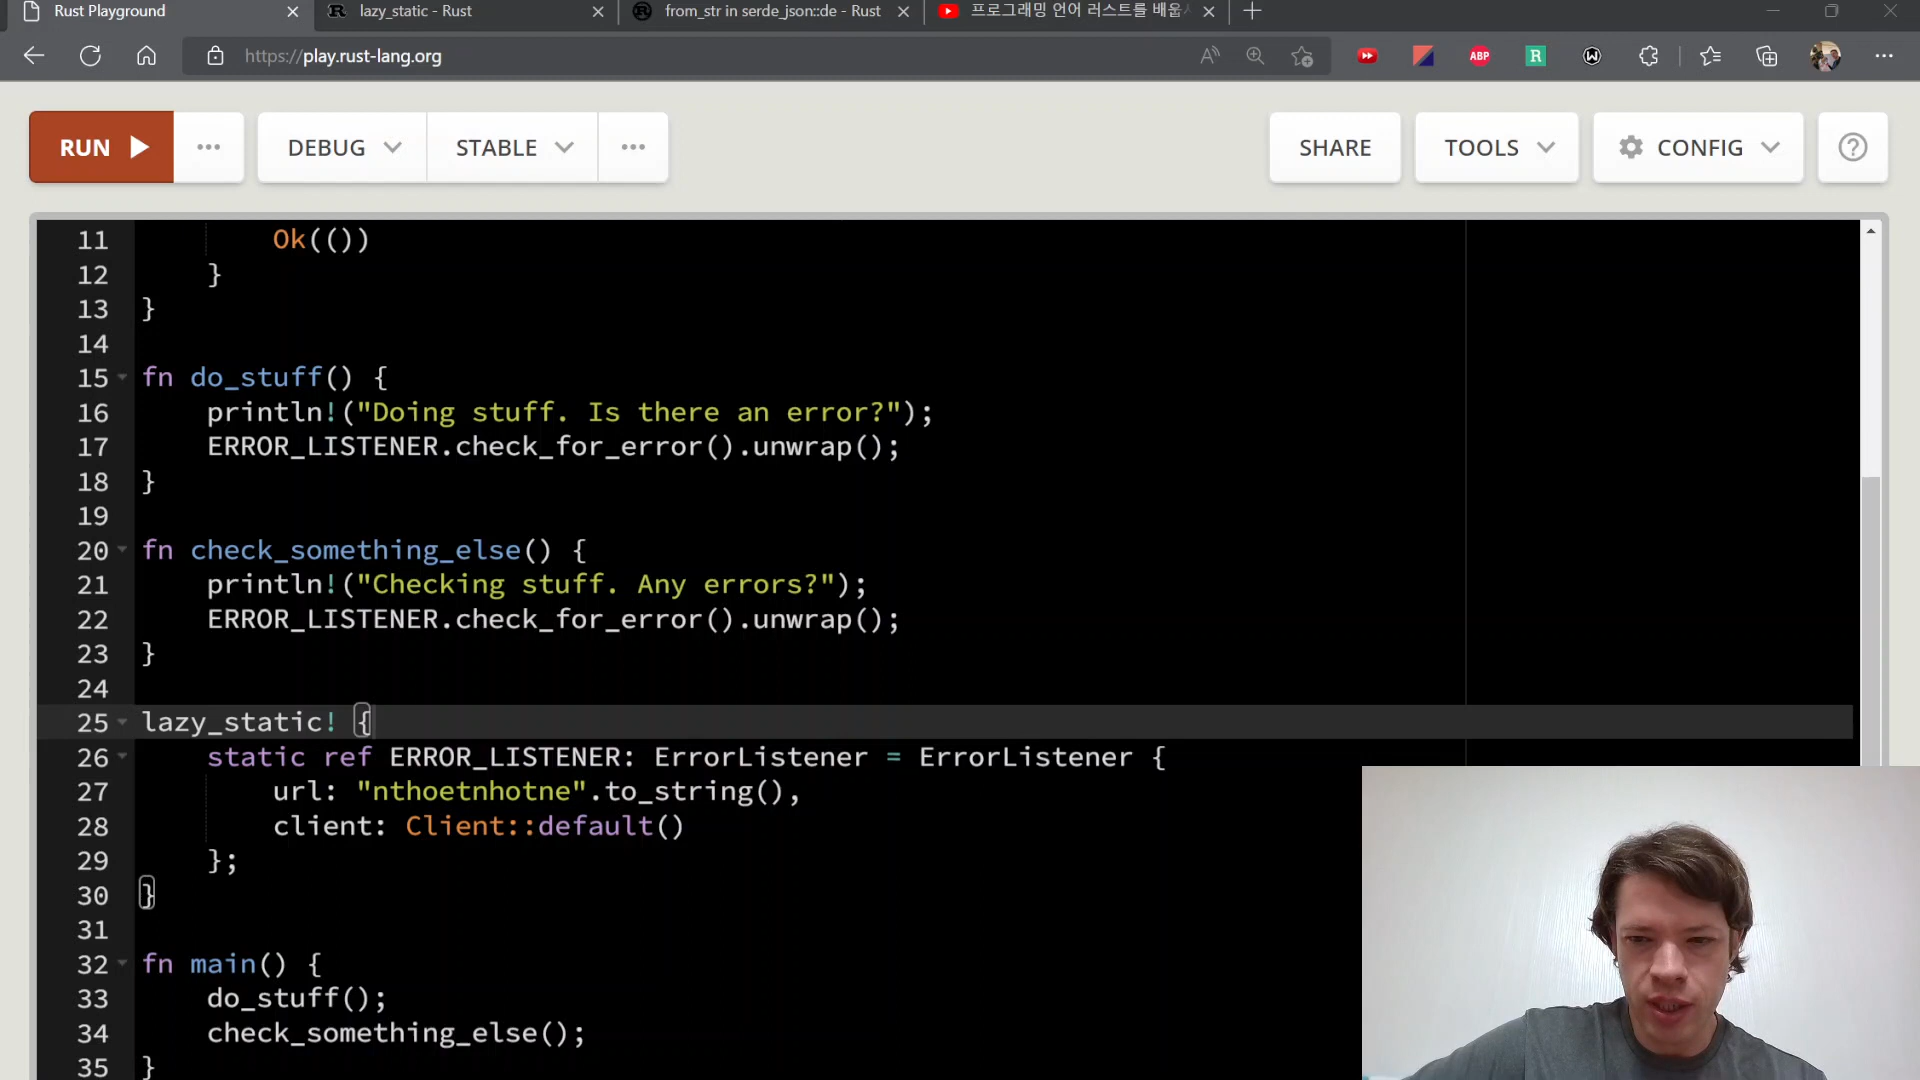 Rust Playground
lazy_static - Rust
from_str in serde_json::de - Rust
프로그래밍 언어 러스트를 배웁시
https://play.rust-lang.org
ABP
R
W
RUN
DEBUG
STABLE
SHARE
TOOLS
CONFIG
?
11 Ok(())
12 }
13 }
14
15 fn do_stuff() {
16 println!("Doing stuff. Is there an error?");
17 ERROR_LISTENER.check_for_error().unwrap();
18 }
19
20 fn check_something_else() {
21 println!("Checking stuff. Any errors?");
22 ERROR_LISTENER.check_for_error().unwrap();
23 }
24
25 lazy_static! {
26 static ref ERROR_LISTENER: ErrorListener = ErrorListener {
27 url: "nthoetnhotne".to_string(),
28 client: Client::default()
29 };
30 }
31
32 fn main() {
33 do_stuff();
34 check_something_else();
35 }